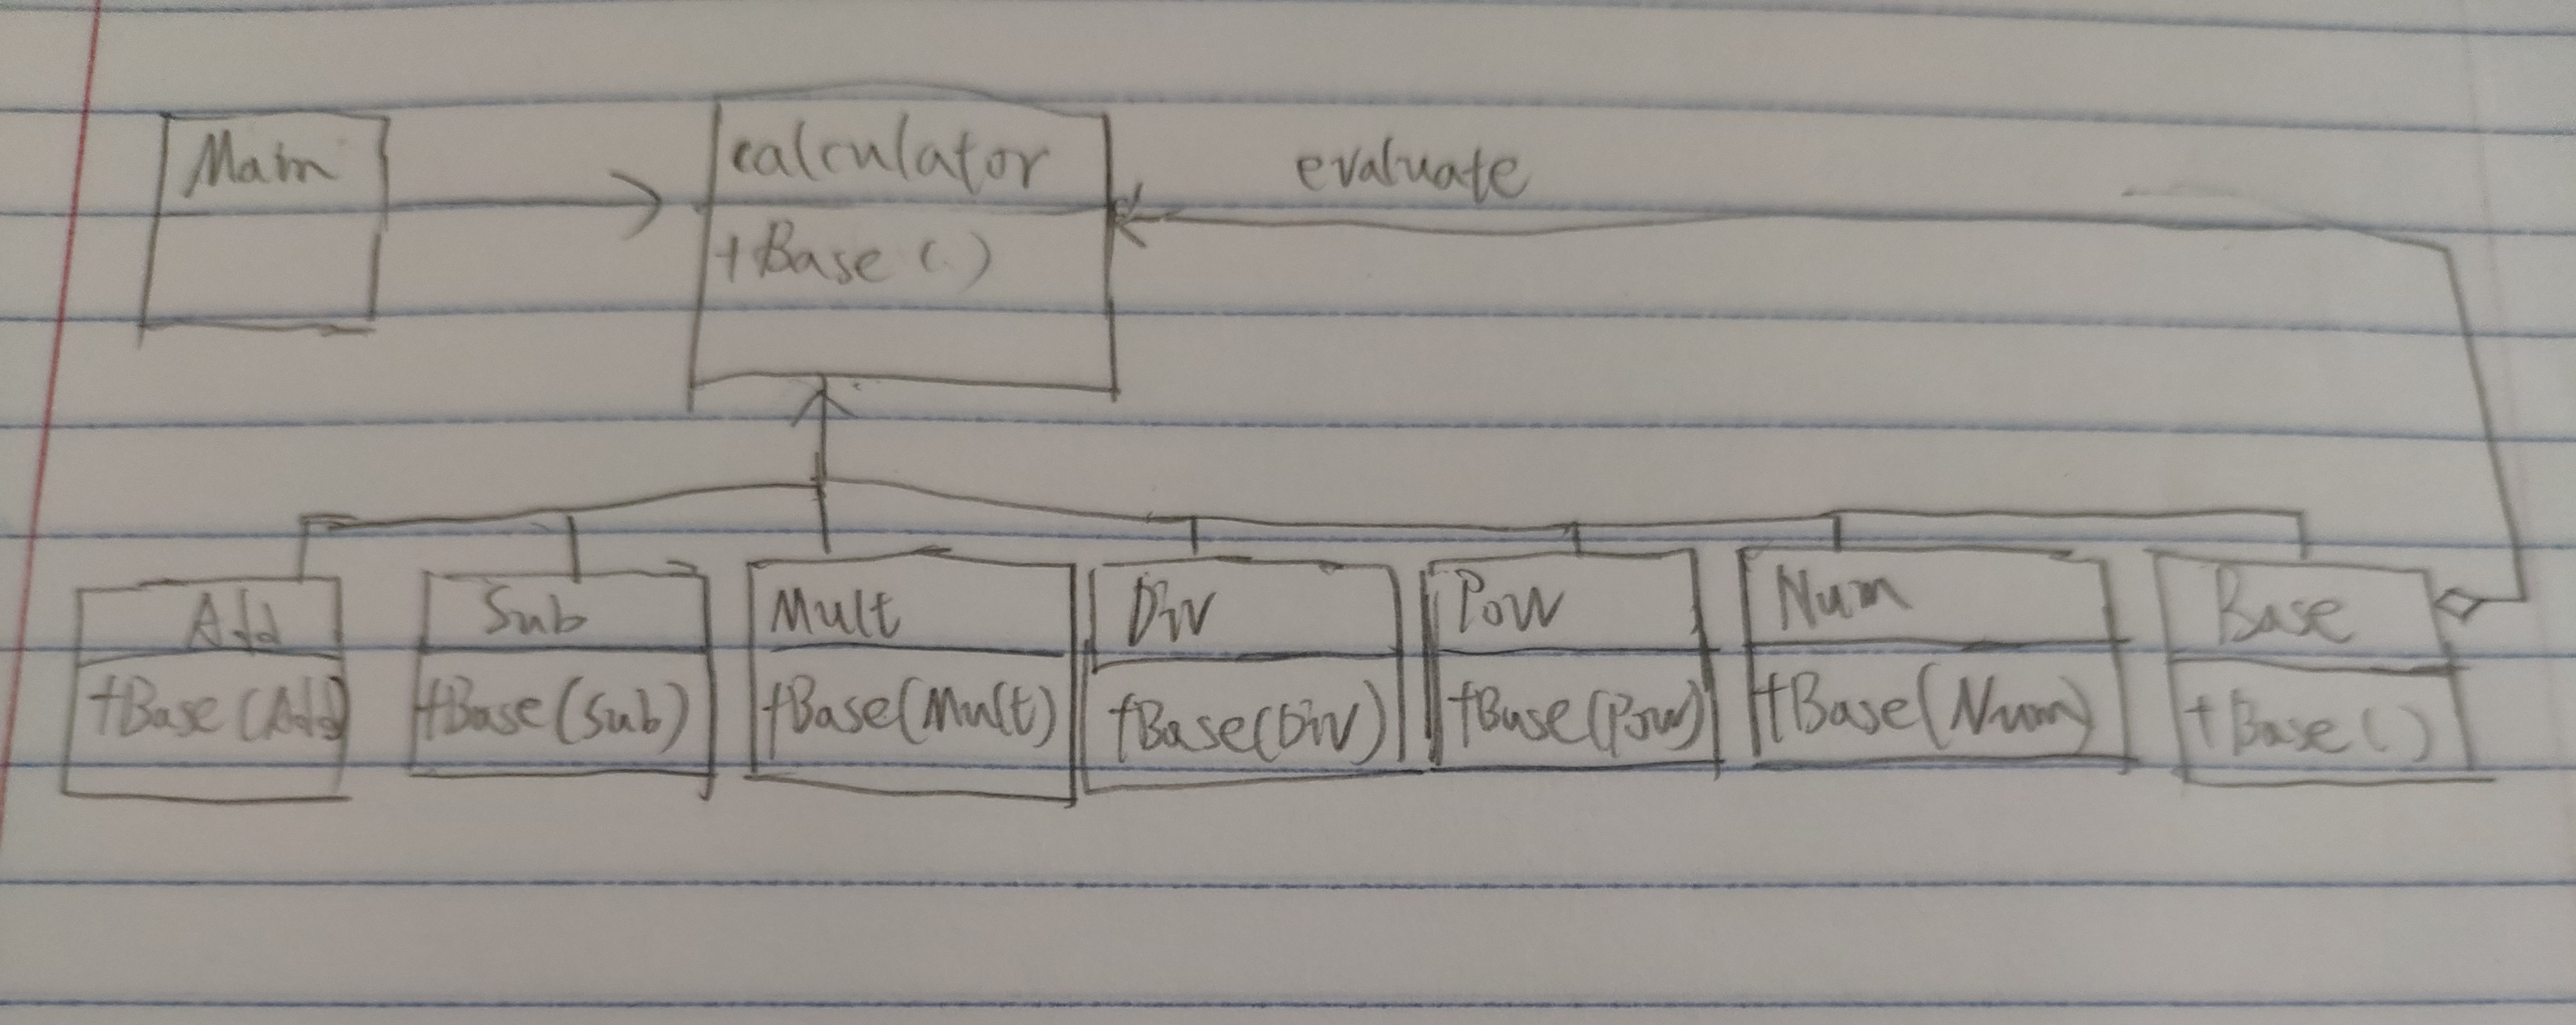 Main
calculator
evaluate
+Base ( )
Add
Sub
Mult
Div
Pow
Num
Base
+Base (Add)
+Base (Sub)
+Base (Mult)
+Base (Div)
+Base (Pow)
+Base (Num)
+Base ( )